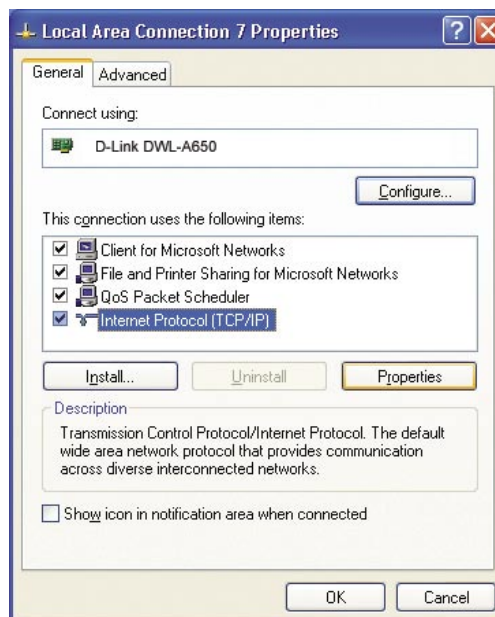 Local Area Connection 7 Properties
General Advanced
Connect using:
D-Link DWL-A650
Configure...
This connection uses the following items:
Client for Microsoft Networks
File and Printer Sharing for Microsoft Networks
QoS Packet Scheduler
Internet Protocol (TCP/IP)
Install... Uninstall Properties
Description
Transmission Control Protocol/Internet Protocol. The default
wide area network protocol that provides communication
across diverse interconnected networks.
Show icon in notification area when connected
OK Cancel